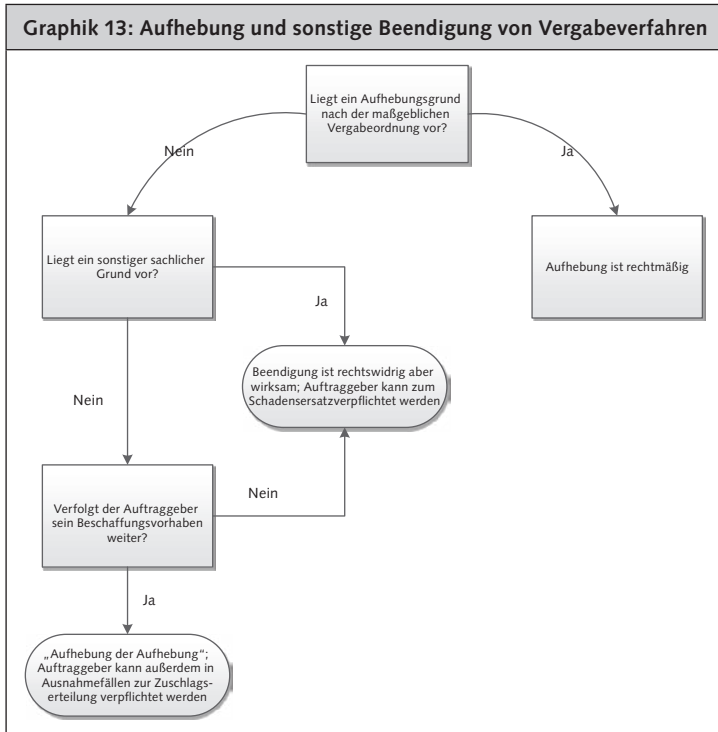 Graphik 13: Aufhebung und sonstige Beendigung von Vergabeverfahren
Liegt ein Aufhebungsgrund
nach der maßgeblichen
Vergabeordnung vor?
Nein
Ja
Liegt ein sonstiger sachlicher
Grund vor?
Aufhebung ist rechtmäßig
Ja
Beendigung ist rechtswidrig aber
wirksam; Auftraggeber kann zum
Schadensersatzverpflichtet werden
Nein
Verfolgt der Auftraggeber
sein Beschaffungsvorhaben
weiter?
Nein
Ja
„Aufhebung der Aufhebung“;
Auftraggeber kann außerdem in
Ausnahmefällen zur Zuschlags-
erteilung verpflichtet werden